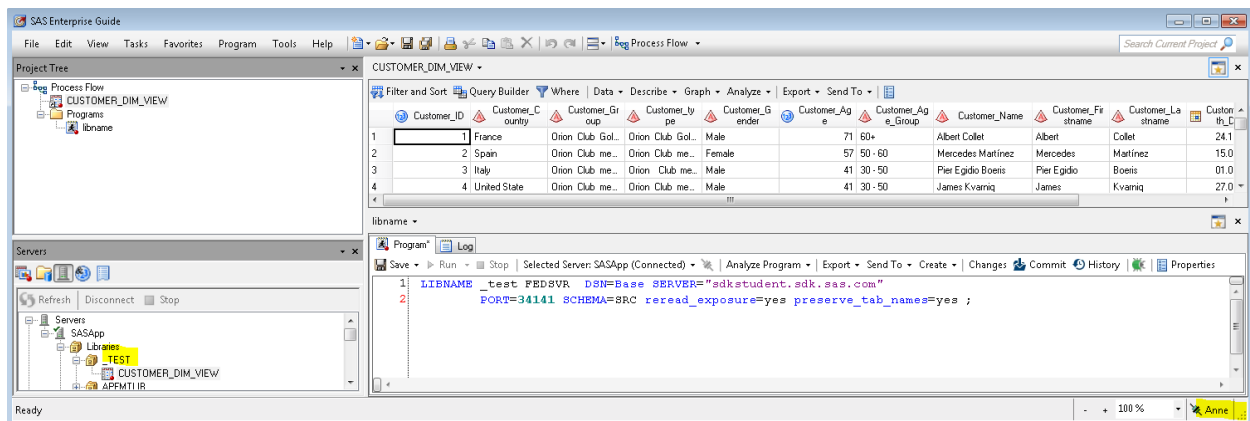 SAS Enterprise Guide
File Edit View Tasks Favorites Program Tools Help Process Flow Search Current Project
Project Tree
Process Flow
CUSTOMER_DIM_VIEW
Programs
libname
CUSTOMER_DIM_VIEW
Filter and Sort Query Builder Where Data Describe Graph Analyze Export Send To
Customer_ID Customer_Country Customer_Group Customer_type Customer_Gender Customer_Age Customer_Age_Group Customer_Name Customer_Firstname Customer_Lastname
1 1 France Orion Club Gol... Orion Club Gol... Male 71 60+ Albert Collet Albert Collet 24.1
2 2 Spain Orion Club me... Orion Club me... Female 57 50 - 60 Mercedes Martínez Mercedes Martínez 15.0
3 3 Italy Orion Club me... Orion Club me... Male 41 30 - 50 Pier Egidio Boeris Pier Egidio Boeris 01.0
4 4 United State Orion Club me... Orion Club me... Male 41 30 - 50 James Kvarniq James Kvarniq 27.0
libname
Program* Log
Save Run Stop Selected Server: SASApp (Connected) Analyze Program Export Send To Create Changes Commit History Properties
1 LIBNAME _test FEDSVR DSN=Base SERVER="sdkstudent.sdk.sas.com"
2 PORT=34141 SCHEMA=SRC reread_exposure=yes preserve_tab_names=yes ;
Servers
Refresh Disconnect Stop
Servers
SASApp
Libraries
_TEST
CUSTOMER_DIM_VIEW
APFMTLIB
Ready - + 100 % Anne